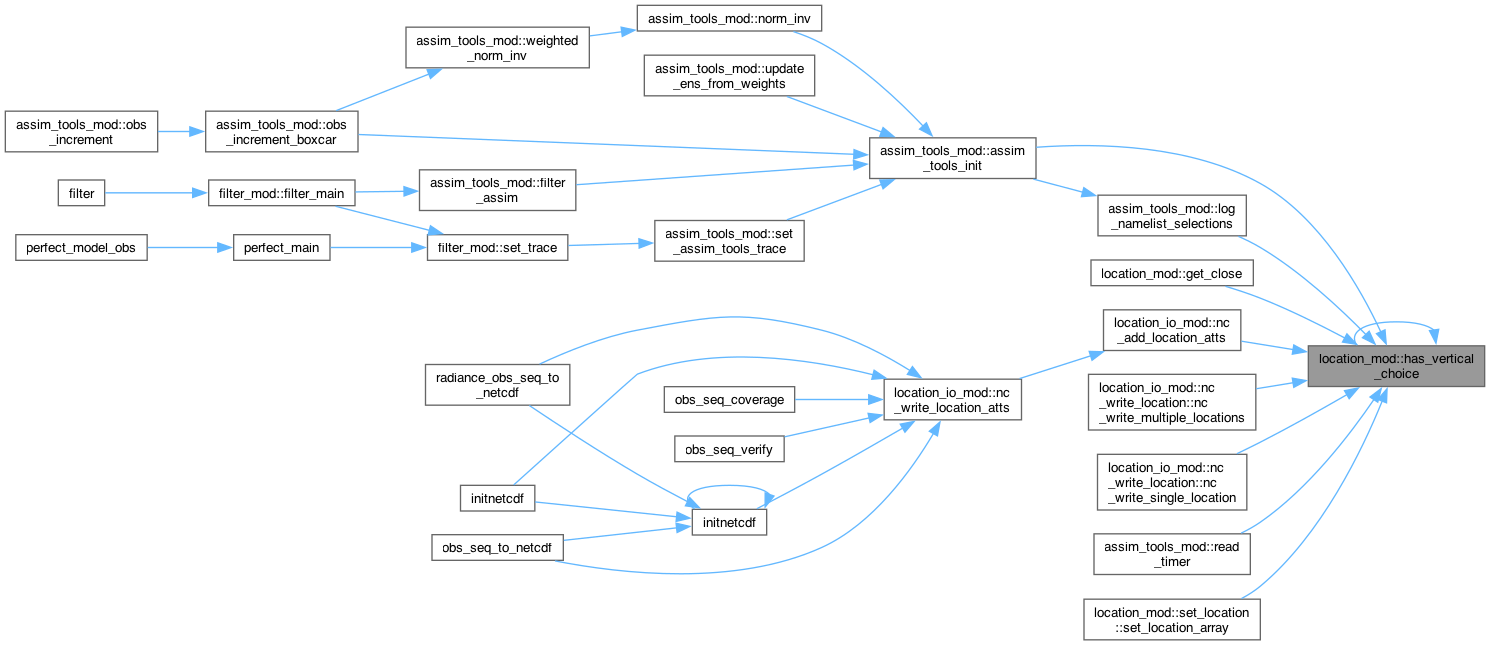 assim_tools_mod::norm_inv
assim_tools_mod::weighted
_norm_inv
assim_tools_mod::update
_ens_from_weights
assim_tools_mod::obs
_increment
assim_tools_mod::obs
_increment_boxcar
assim_tools_mod::assim
_tools_init
filter
filter_mod::filter_main
assim_tools_mod::filter
_assim
assim_tools_mod::log
_namelist_selections
perfect_model_obs
perfect_main
filter_mod::set_trace
assim_tools_mod::set
_assim_tools_trace
location_mod::get_close
location_io_mod::nc
_add_location_atts
location_mod::has_vertical
_choice
radiance_obs_seq_to
_netcdf
obs_seq_coverage
location_io_mod::nc
_write_location_atts
location_io_mod::nc
_write_location::nc
_write_multiple_locations
obs_seq_verify
location_io_mod::nc
_write_location::nc
_write_single_location
initnetcdf
initnetcdf
obs_seq_to_netcdf
assim_tools_mod::read
_timer
location_mod::set_location
::set_location_array